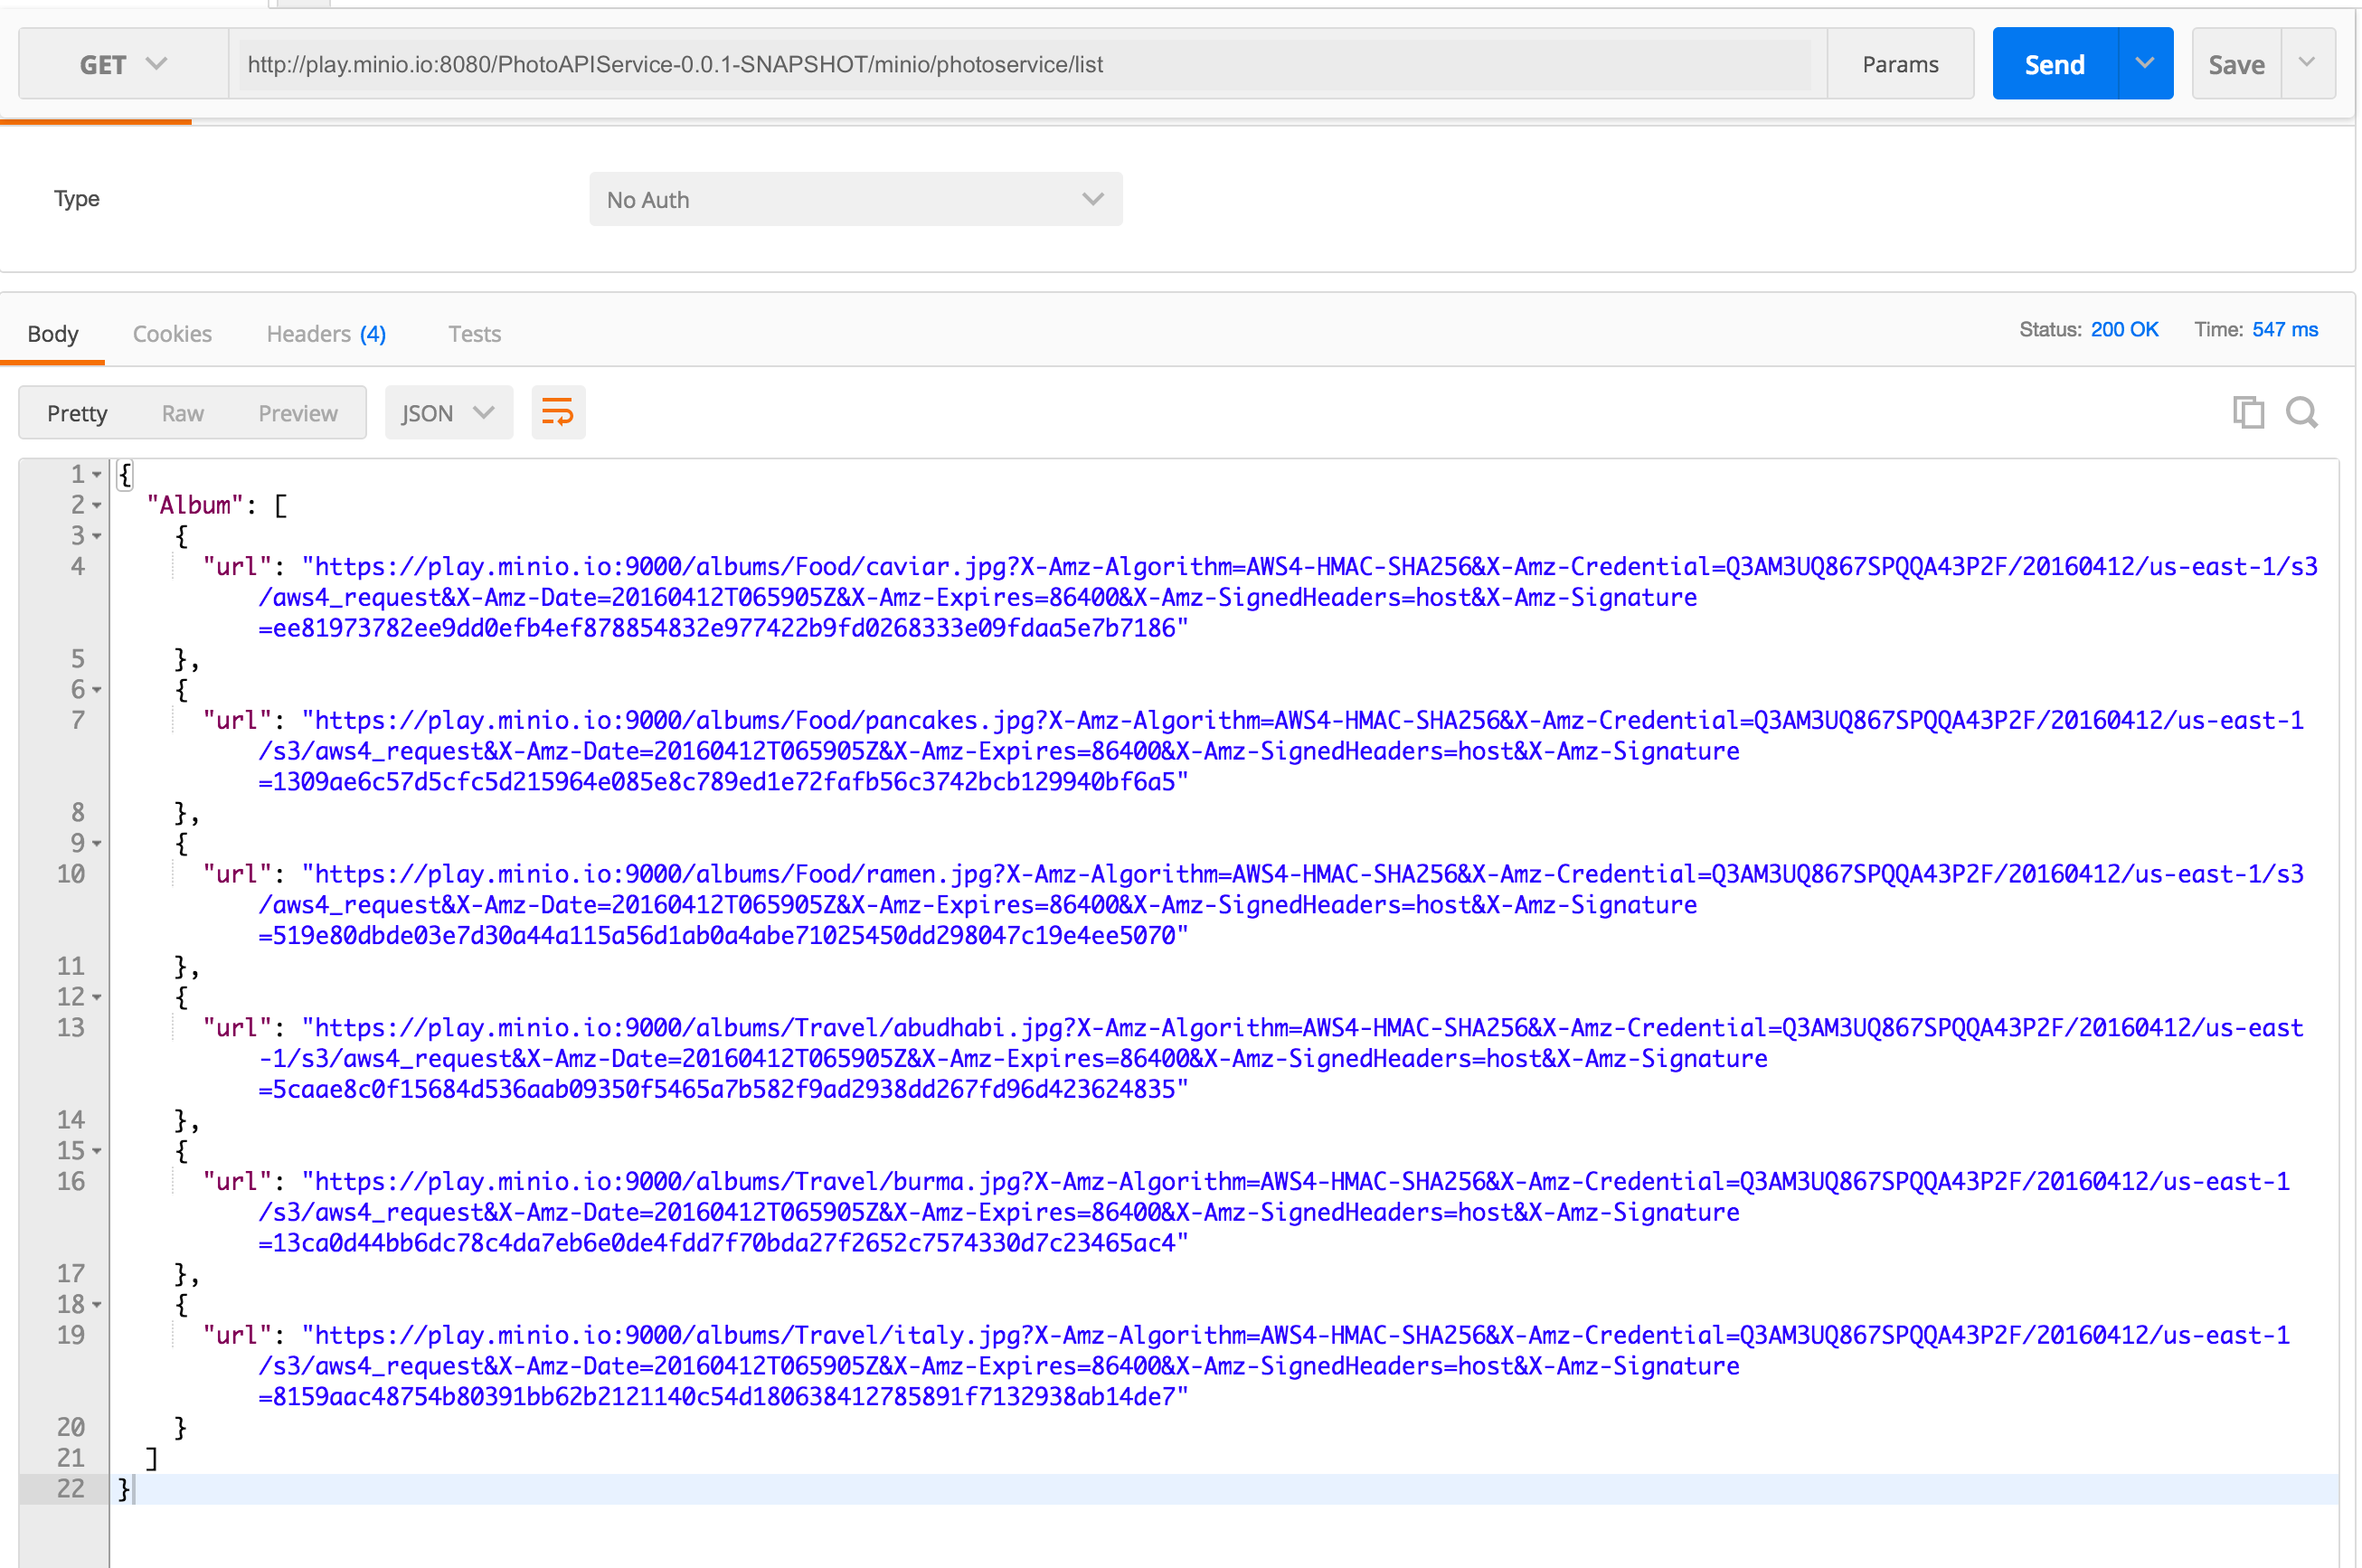 GET http://play.minio.io:8080/PhotoAPIService-0.0.1-SNAPSHOT/minio/photoservice/list Params Send Save
Type No Auth
Body Cookies Headers (4) Tests Status: 200 OK Time: 547 ms
Pretty Raw Preview JSON
1 {
2 "Album": [
3 {
4 "url": "https://play.minio.io:9000/albums/Food/caviar.jpg?X-Amz-Algorithm=AWS4-HMAC-SHA256&X-Amz-Credential=Q3AM3UQ867SPQQA43P2F/20160412/us-east-1/s3
/aws4_request&X-Amz-Date=20160412T065905Z&X-Amz-Expires=86400&X-Amz-SignedHeaders=host&X-Amz-Signature
=ee81973782ee9dd0efb4ef878854832e977422b9fd0268333e09fdaa5e7b7186"
5 },
6 {
7 "url": "https://play.minio.io:9000/albums/Food/pancakes.jpg?X-Amz-Algorithm=AWS4-HMAC-SHA256&X-Amz-Credential=Q3AM3UQ867SPQQA43P2F/20160412/us-east-1
/s3/aws4_request&X-Amz-Date=20160412T065905Z&X-Amz-Expires=86400&X-Amz-SignedHeaders=host&X-Amz-Signature
=1309ae6c57d5cfc5d215964e085e8c789ed1e72fafb56c3742bcb129940bf6a5"
8 },
9 {
10 "url": "https://play.minio.io:9000/albums/Food/ramen.jpg?X-Amz-Algorithm=AWS4-HMAC-SHA256&X-Amz-Credential=Q3AM3UQ867SPQQA43P2F/20160412/us-east-1/s3
/aws4_request&X-Amz-Date=20160412T065905Z&X-Amz-Expires=86400&X-Amz-SignedHeaders=host&X-Amz-Signature
=519e80dbde03e7d30a44a115a56d1ab0a4abe71025450dd298047c19e4ee5070"
11 },
12 {
13 "url": "https://play.minio.io:9000/albums/Travel/abudhabi.jpg?X-Amz-Algorithm=AWS4-HMAC-SHA256&X-Amz-Credential=Q3AM3UQ867SPQQA43P2F/20160412/us-east
-1/s3/aws4_request&X-Amz-Date=20160412T065905Z&X-Amz-Expires=86400&X-Amz-SignedHeaders=host&X-Amz-Signature
=5caae8c0f15684d536aab09350f5465a7b582f9ad2938dd267fd96d423624835"
14 },
15 {
16 "url": "https://play.minio.io:9000/albums/Travel/burma.jpg?X-Amz-Algorithm=AWS4-HMAC-SHA256&X-Amz-Credential=Q3AM3UQ867SPQQA43P2F/20160412/us-east-1
/s3/aws4_request&X-Amz-Date=20160412T065905Z&X-Amz-Expires=86400&X-Amz-SignedHeaders=host&X-Amz-Signature
=13ca0d44bb6dc78c4da7eb6e0de4fdd7f70bda27f2652c7574330d7c23465ac4"
17 },
18 {
19 "url": "https://play.minio.io:9000/albums/Travel/italy.jpg?X-Amz-Algorithm=AWS4-HMAC-SHA256&X-Amz-Credential=Q3AM3UQ867SPQQA43P2F/20160412/us-east-1
/s3/aws4_request&X-Amz-Date=20160412T065905Z&X-Amz-Expires=86400&X-Amz-SignedHeaders=host&X-Amz-Signature
=8159aac48754b80391bb62b2121140c54d180638412785891f7132938ab14de7"
20 }
21 ]
22 }